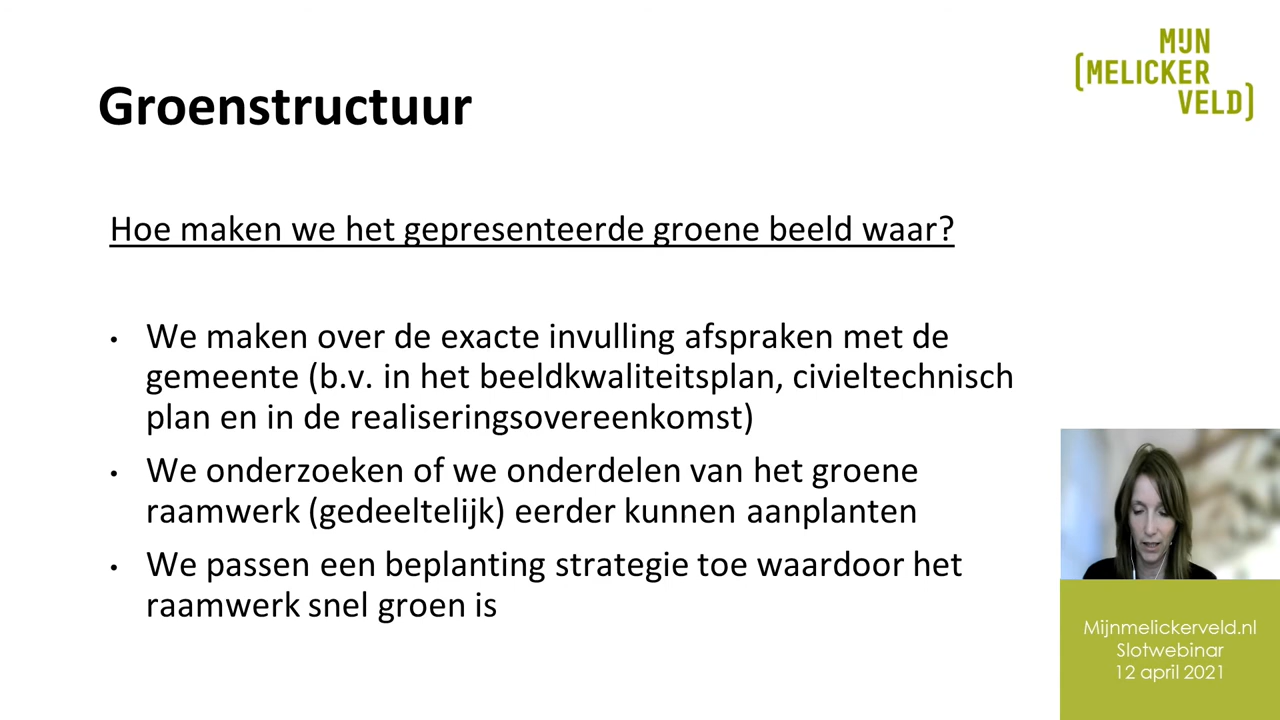 MIJN
(MELICKER
VELD)
Groenstructuur
Hoe maken we het gepresenteerde groene beeld waar?
• We maken over de exacte invulling afspraken met de
gemeente (b.v. in het beeldkwaliteitsplan, civieltechnisch
plan en in de realiseringsovereenkomst)
• We onderzoeken of we onderdelen van het groene
raamwerk (gedeeltelijk) eerder kunnen aanplanten
• We passen een beplanting strategie toe waardoor het
raamwerk snel groen is
Mijnmelickerveld.nl
Slotwebinar
12 april 2021